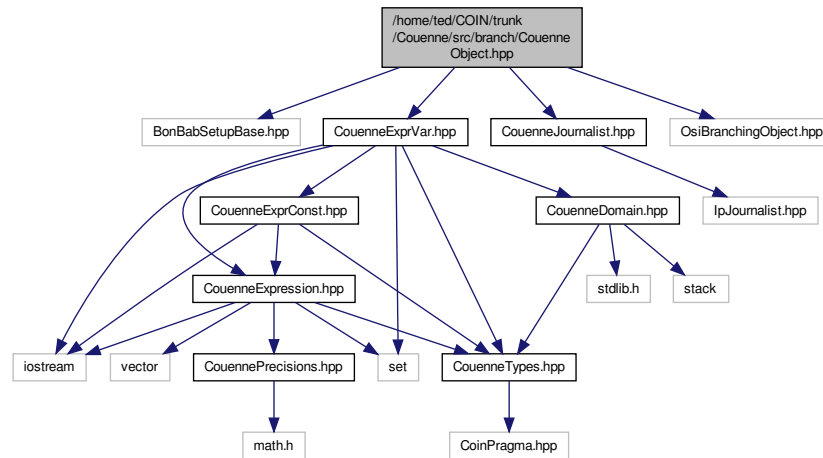 /home/ted/COIN/trunk
/Couenne/src/branch/Couenne
Object.hpp
BonBabSetupBase.hpp
CouenneExprVar.hpp
CouenneJournalist.hpp
OsiBranchingObject.hpp
CouenneExprConst.hpp
CouenneDomain.hpp
IpJournalist.hpp
CouenneExpression.hpp
stdlib.h
stack
iostream
vector
CouennePrecisions.hpp
set
CouenneTypes.hpp
math.h
CoinPragma.hpp